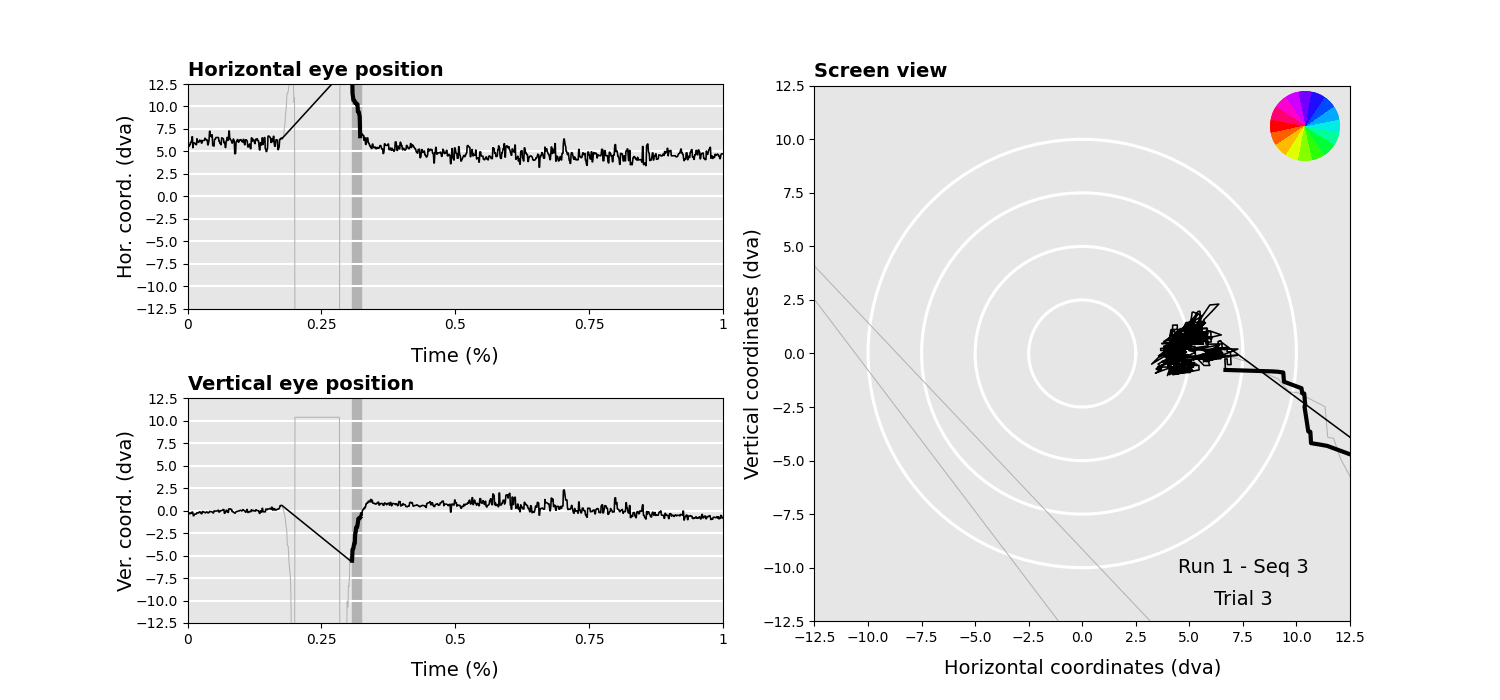 Horizontal eye position
12.5
10.0
7.5
5.0
2.5
0.0
−2.5
−5.0
−7.5
−10.0
−12.5
Hor. coord. (dva)
0 0.25 0.5 0.75 1
Time (%)
Vertical eye position
12.5
10.0
7.5
5.0
2.5
0.0
−2.5
−5.0
−7.5
−10.0
−12.5
Ver. coord. (dva)
0 0.25 0.5 0.75 1
Time (%)
Screen view
12.5
10.0
7.5
5.0
2.5
0.0
−2.5
−5.0
−7.5
−10.0
−12.5
Vertical coordinates (dva)
Run 1 - Seq 3
Trial 3
−12.5 −10.0 −7.5 −5.0 −2.5 0.0 2.5 5.0 7.5 10.0 12.5
Horizontal coordinates (dva)